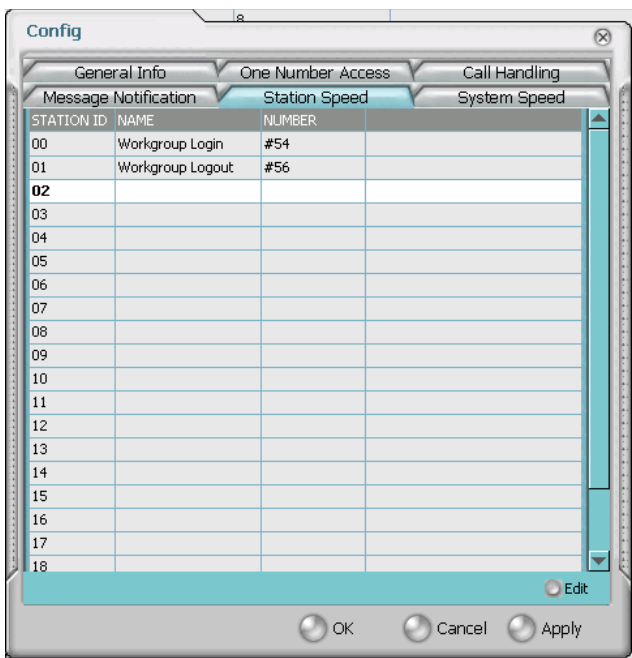 8
Config
General Info One Number Access Call Handling
Message Notification Station Speed System Speed
STATION ID NAME NUMBER
00 Workgroup Login #54
01 Workgroup Logout #56
02
03
04
05
06
07
08
09
10
11
12
13
14
15
16
17
18
Edit
OK Cancel Apply